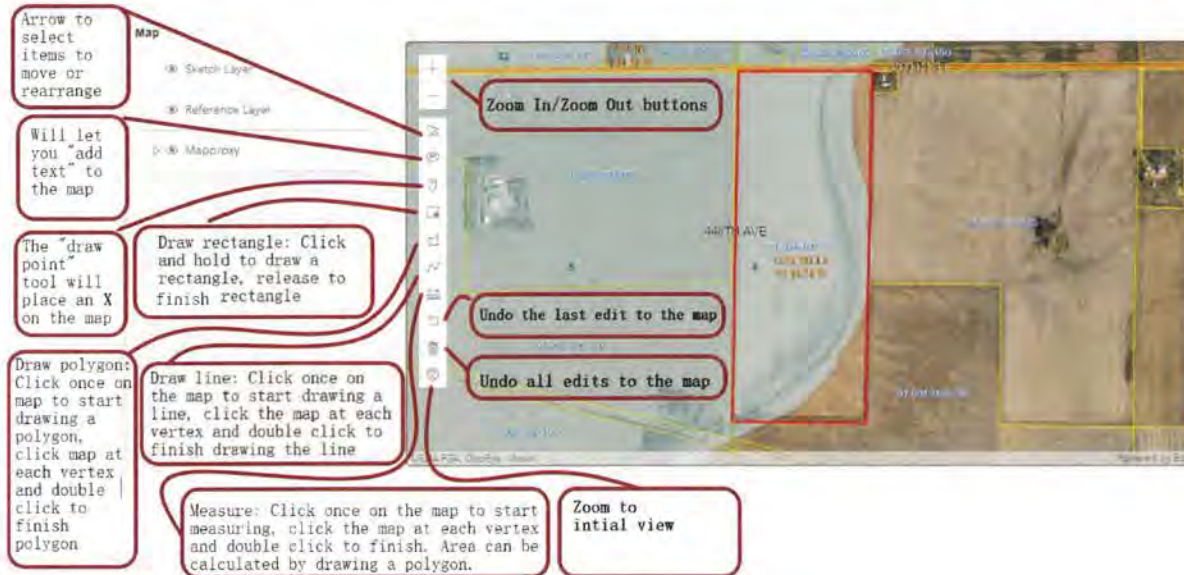 Arrow to
select
items to
move or
rearrange
Map
Sketch Layer
Reference Layer
Mapproxy
Will let
you "add
text" to
the map
The "draw
point"
tool will
place an X
on the map
Draw rectangle: Click
and hold to draw a
rectangle, release to
finish rectangle
Draw polygon:
Click once on
map to start
drawing a
polygon,
click map at
each vertex
and double
click to
finish
polygon
Draw line: Click once on
the map to start drawing a
line, click the map at each
vertex and double click to
finish drawing the line
Measure: Click once on the map to start
measuring, click the map at each vertex
and double click to finish. Area can be
calculated by drawing a polygon.
Zoom to
intial view
Zoom In/Zoom Out buttons
Undo the last edit to the map
Undo all edits to the map
AVE
Powered by